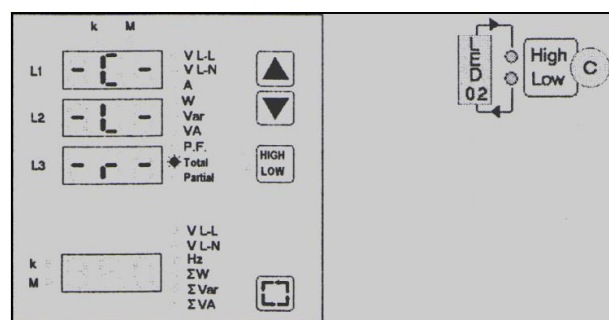 k M
L1
L2
L3
V L-L
V L-N
A
W
Var
VA
P.F.
Total
Partial
HIGH
LOW
k
M
V L-L
V L-N
Hz
ΣW
ΣVar
ΣVA
LED
02
High
Low
C